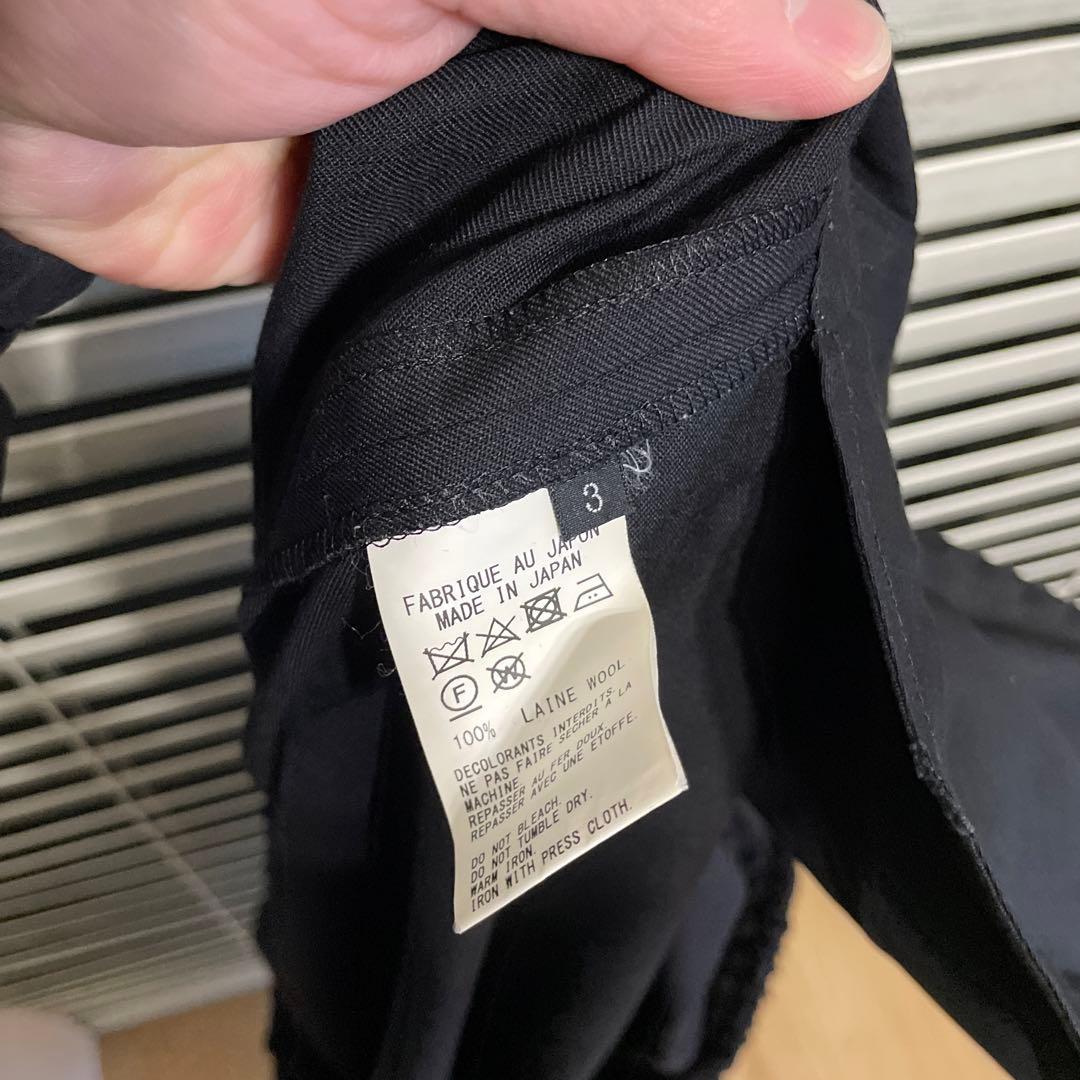 3
FABRIQUE AU JAPON
MADE IN JAPAN
F W
100% LAINE WOOL
DECOLORANTS INTERDITS.
NE PAS FAIRE SECHER A LA
MACHINE.
REPASSER AU FER DOUX.
REPASSER AVEC UNE ETOFFE.
DO NOT BLEACH.
DO NOT TUMBLE DRY.
WARM IRON.
IRON WITH PRESS CLOTH.